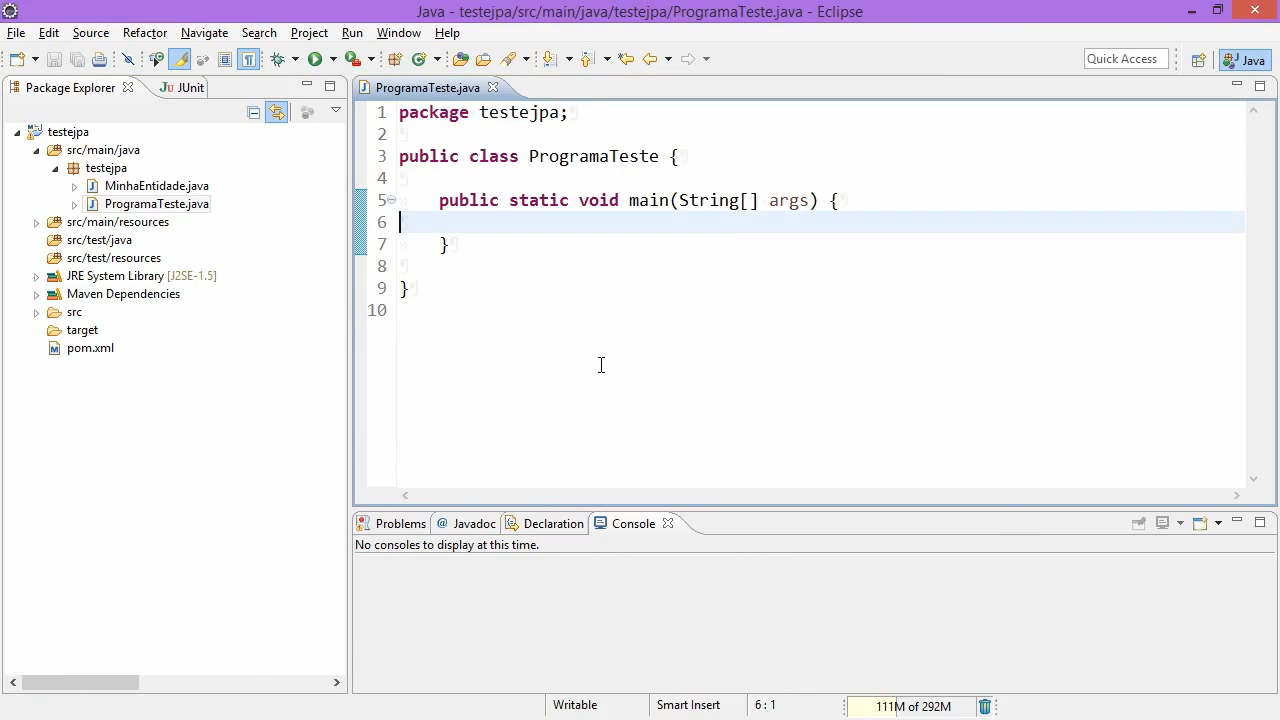 Java - testejpa/src/main/java/testejpa/ProgramaTeste.java - Eclipse
File Edit Source Refactor Navigate Search Project Run Window Help
Quick Access
Java
Package Explorer
JUnit
testejpa
src/main/java
testejpa
MinhaEntidade.java
ProgramaTeste.java
src/main/resources
src/test/java
src/test/resources
JRE System Library [J2SE-1.5]
Maven Dependencies
src
target
pom.xml
ProgramaTeste.java
1 package testejpa;
2
3 public class ProgramaTeste {
4
5 public static void main(String[] args) {
6
7 }
8
9 }
10
Problems @ Javadoc Declaration Console
No consoles to display at this time.
Writable Smart Insert 6 : 1 111M of 292M